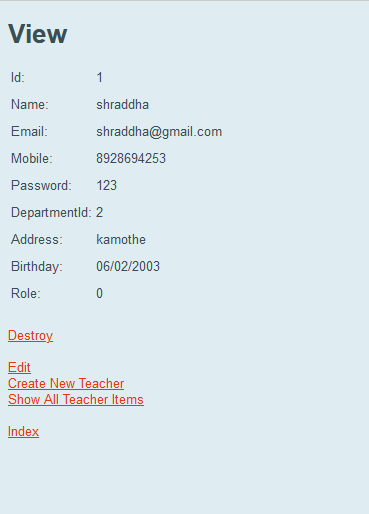 View
Id: 1
Name: shraddha
Email: shraddha@gmail.com
Mobile: 8928694253
Password: 123
DepartmentId: 2
Address: kamothe
Birthday: 06/02/2003
Role: 0
Destroy
Edit
Create New Teacher
Show All Teacher Items
Index